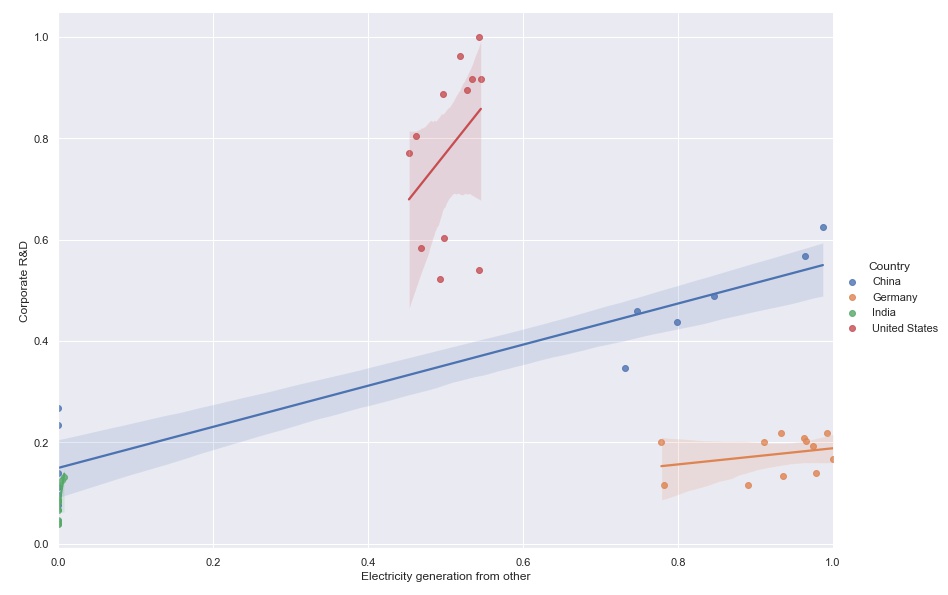 1.0
0.8
0.6
0.4
0.2
0.0
Corporate R&D
0.0
0.2
0.4
0.6
0.8
1.0
Electricity generation from other
Country
China
Germany
India
United States